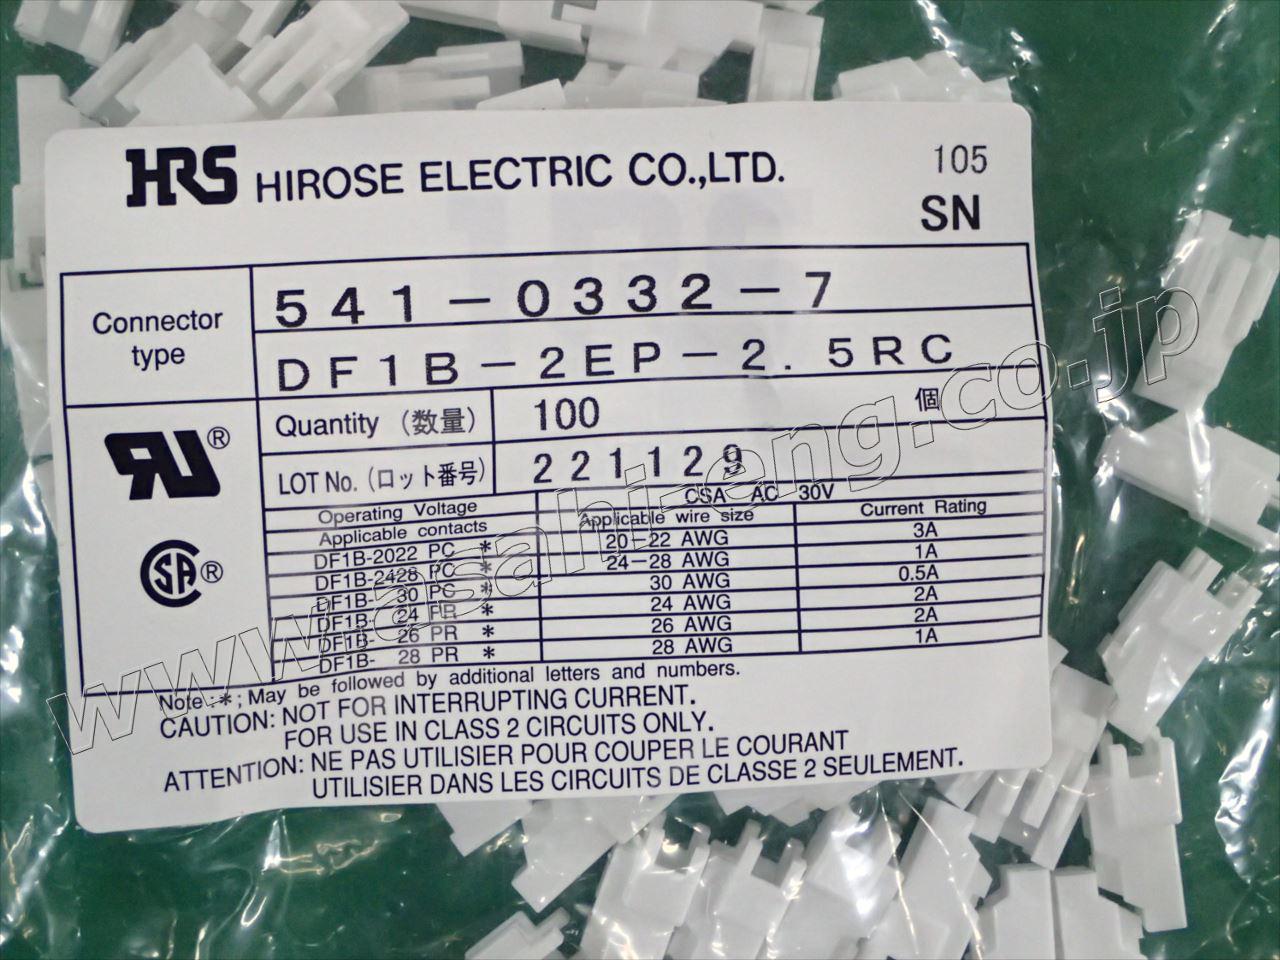 HRS HIROSE ELECTRIC CO.,LTD.
105
SN
Connector type
541-0332-7
DF1B-2EP-2.5RC
Quantity (数量) 100 個
LOT No. (ロット番号) 221129
Operating Voltage CSA AC 30V
Applicable contacts Applicable wire size Current Rating
DF1B-2022 PC * 20-22 AWG 3A
DF1B-2428 PC * 24-28 AWG 1A
DF1B- 30 PC * 30 AWG 0.5A
DF1B- 24 PR * 24 AWG 2A
DF1B- 26 PR * 26 AWG 2A
DF1B- 28 PR * 28 AWG 1A
RU®
SA®
Note :*; May be followed by additional letters and numbers.
CAUTION: NOT FOR INTERRUPTING CURRENT.
FOR USE IN CLASS 2 CIRCUITS ONLY.
ATTENTION: NE PAS UTILISIER POUR COUPER LE COURANT
UTILISIER DANS LES CIRCUITS DE CLASSE 2 SEULEMENT.
www.asahi-eng.co.jp